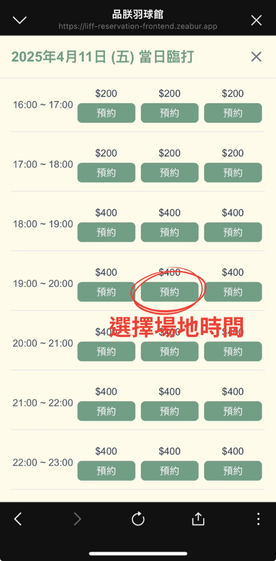 品朕羽球館
https://liff-reservation-frontend.zeabur.app
2025年4月11日 (五) 當日臨打
$200 $200 $200
16:00 ~ 17:00 預約 預約 預約
$200 $200 $200
17:00 ~ 18:00 預約 預約 預約
$400 $400 $400
18:00 ~ 19:00 預約 預約 預約
$400 $400 $400
19:00 ~ 20:00 預約 預約 預約
選擇場地時間
$400
20:00 ~ 21:00 預約 預約 預約
$400 $400 $400
21:00 ~ 22:00 預約 預約 預約
$400 $400 $400
22:00 ~ 23:00 預約 預約 預約